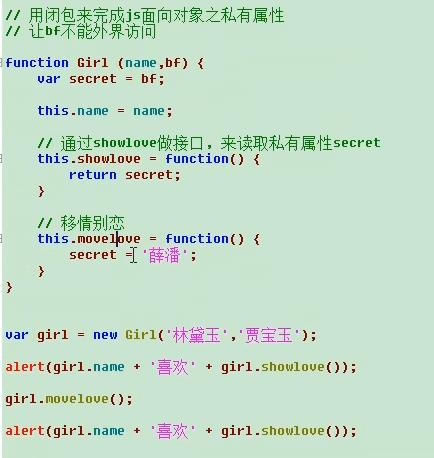 // 用闭包来完成js面向对象之私有属性
// 让bf不能外界访问
function Girl (name,bf) {
var secret = bf;
this.name = name;
// 通过showlove做接口，来读取私有属性secret
this.showlove = function() {
return secret;
}
// 移情别恋
this.movelove = function() {
secret = '薛潘';
}
}
var girl = new Girl('林黛玉','贾宝玉');
alert(girl.name + '喜欢' + girl.showlove());
girl.movelove();
alert(girl.name + '喜欢' + girl.showlove());